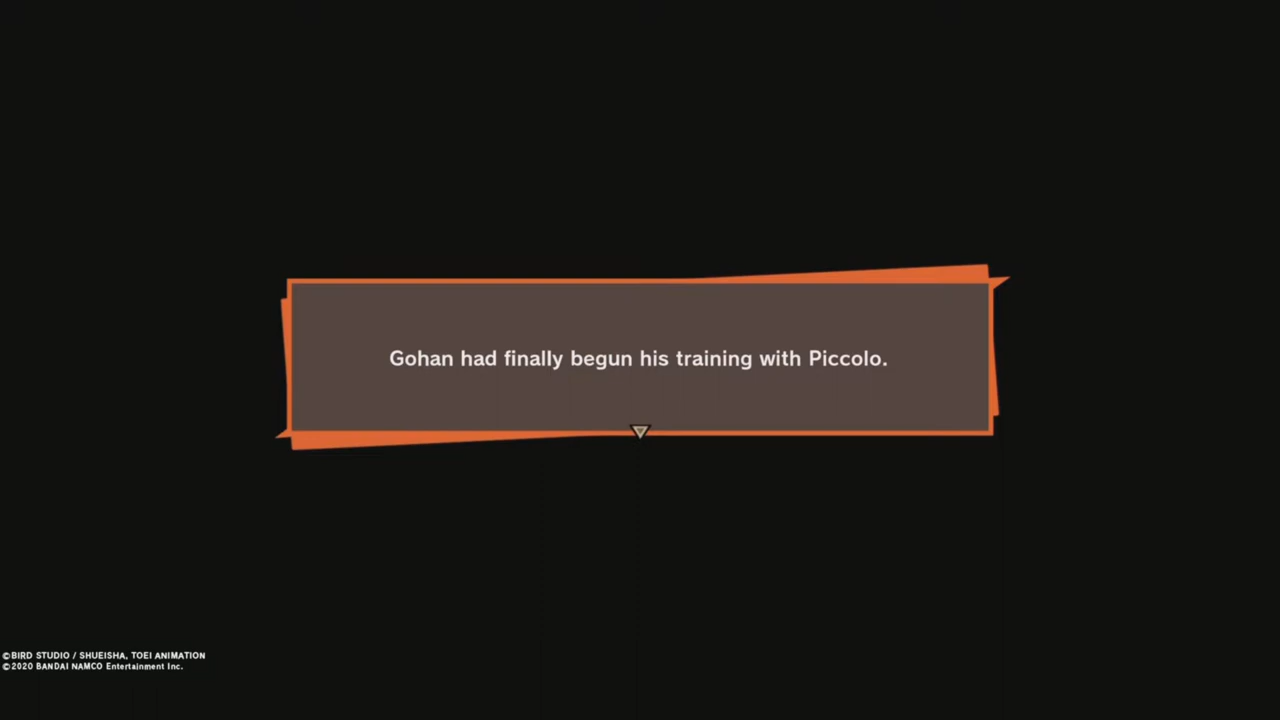 Gohan had finally begun his training with Piccolo.
©BIRD STUDIO / SHUEISHA, TOEI ANIMATION
©2020 BANDAI NAMCO Entertainment Inc.